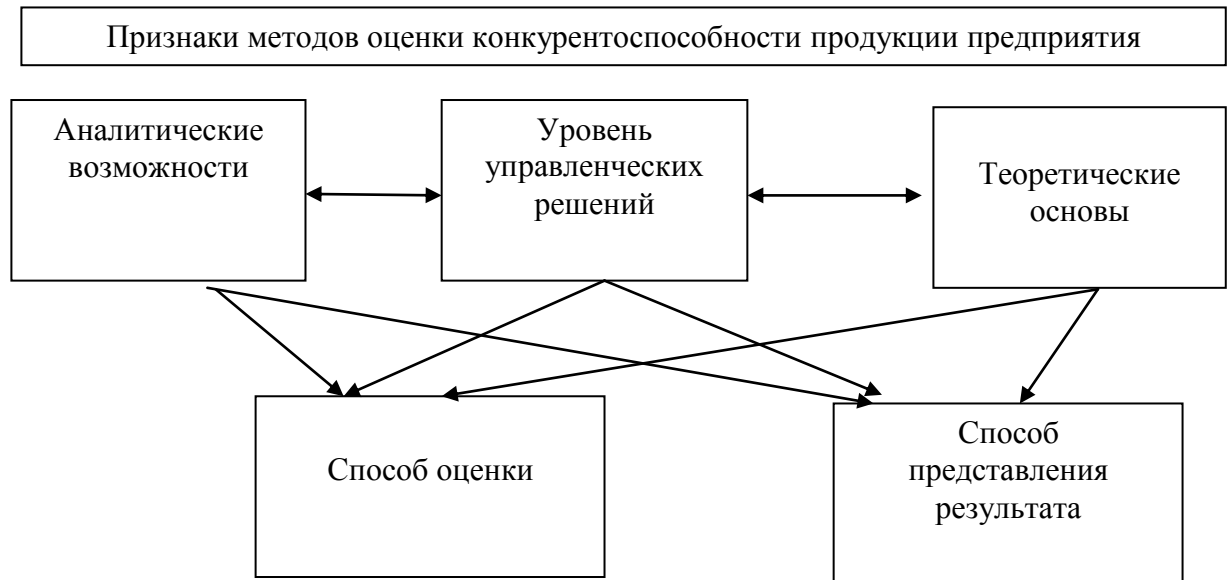 Признаки методов оценки конкурентоспособности продукции предприятия
Аналитические
возможности
Уровень
управленческих
решений
Теоретические
основы
Способ оценки
Способ
представления
результата